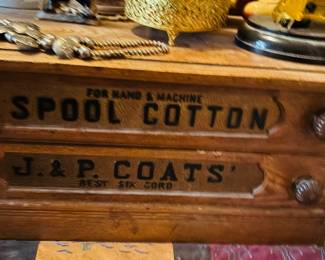 FOR HAND & MACHINE
SPOOL COTTON
J. & P. COATS'
BEST SIX CORD